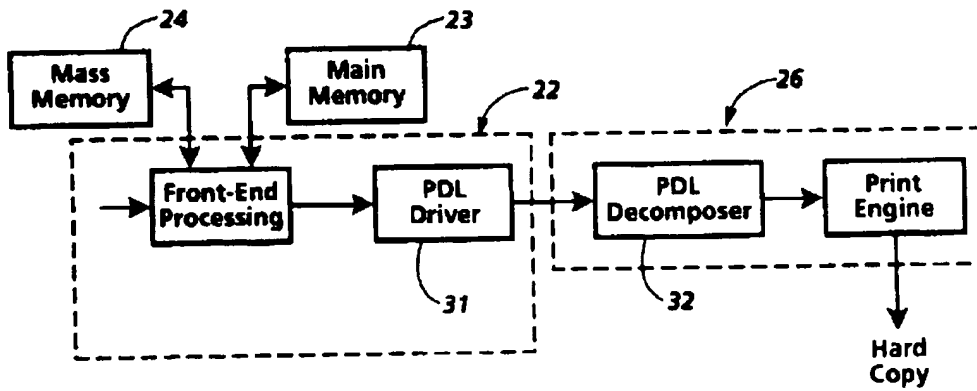 24
23
Mass
Memory
Main
Memory
22
26
Front-End
Processing
PDL
Driver
PDL
Decomposer
Print
Engine
31
32
Hard
Copy